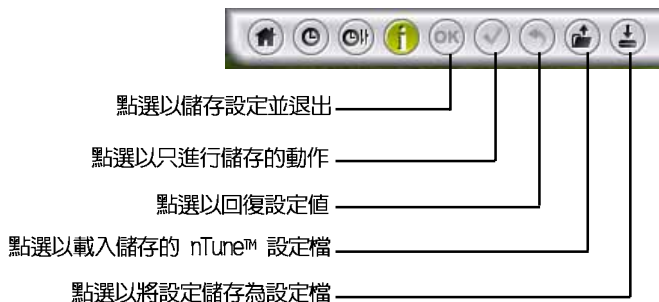 OK
點選以儲存設定並退出
點選以只進行儲存的動作
點選以回復設定值
點選以載入儲存的 nTune™ 設定檔
點選以將設定儲存為設定檔